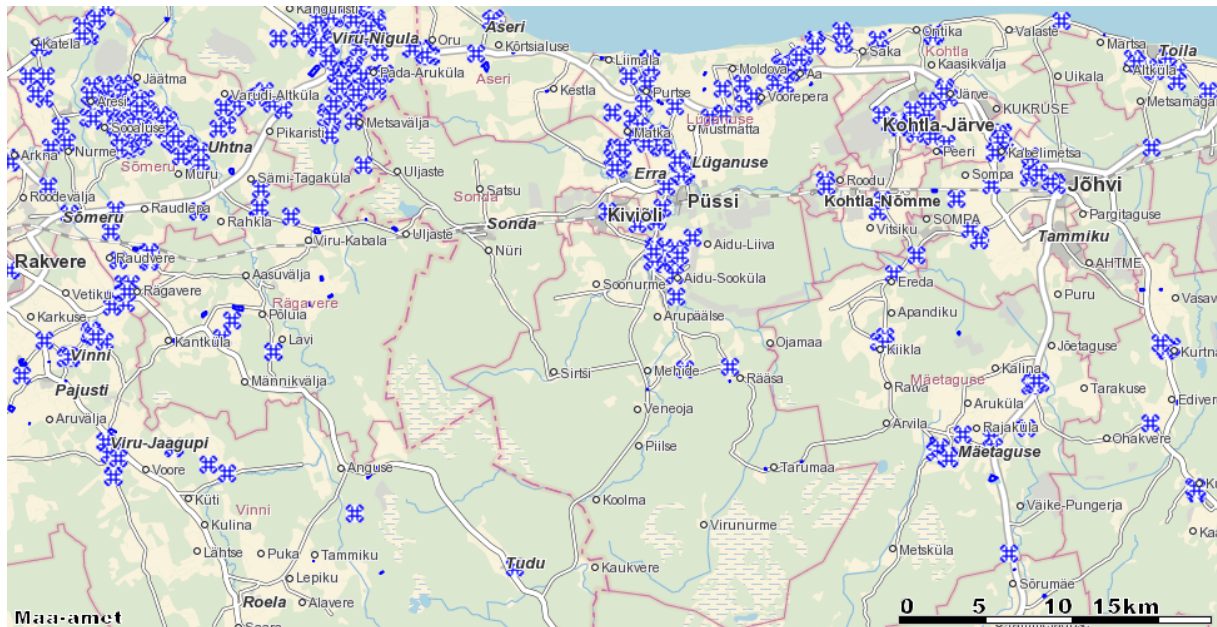 Kangufisti
Katela
Viru-Nigula
Oru
Aseri
Kõrtsialuse
Liimala
Ontika
Valaste
Saka
Kohtla
Märtsa
Toila
Jäätma
Pada-Aruküla
Aseri
Kestla
Purtse
Moldova
Aa
Kaasikvälja
Uikala
Altküla
Aresi
Varudi-Altküla
Voorepera
Järve
Metsamägar
Sooaluse
Metsavälja
Lüganuse
KUKRUSE
Pikaristi
Matka
Mustmatta
Kohtla-Järve
Arkna
Nurme
Uhtna
Peeri
Kabelimetsa
Sõmeru
Muru
Sämi-Tagaküla
Uljaste
Erra
Lüganuse
Roodu
Sompa
Jõhvi
Roodevälja
Sonda
Satsu
Püssi
Kohtla-Nõmme
Sõmeru
Raudlepa
Rahkla
Sonda
Kiviõli
SOMPA
Pargitaguse
Viru-Kabala
Uljaste
Vitsiku
Tammiku
Rakvere
Raudvere
Nüri
Aidu-Liiva
AHTME
Aasuvälja
Aidu-Sooküla
Vetiku
Rägavere
Rägavere
Soonurme
Ereda
Puru
Vasav
Karkuse
Põlula
Arupäälse
Apandiku
Kantküla
Lavi
Ojamaa
Kiikla
Jõetaguse
Kurtna
Vinni
Sirtsi
Mehide
Rääsa
Mäetaguse
Kalina
Pajusti
Männikvälja
Ratva
Tarakuse
Aruvälja
Veneoja
Aruküla
Edivere
Arvila
Rajaküla
Viru-Jaagupi
Piilse
Mäetaguse
Ohakvere
Voore
Anguse
Tarumaa
Küti
Koolma
Väike-Pungerja
Vinni
Kulina
Virunurme
Lähtse
Puka
Tammiku
Metsküla
Tudu
Kaukvere
Lepiku
Sõrumäe
Roela
Alavere
0 5 10 15km
Maa-amet